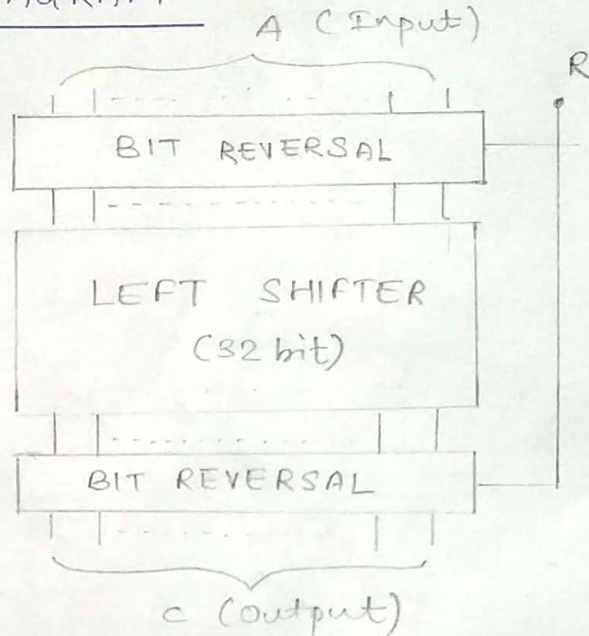 A (Input)
R
BIT REVERSAL
LEFT SHIFTER
(32 bit)
BIT REVERSAL
C (Output)